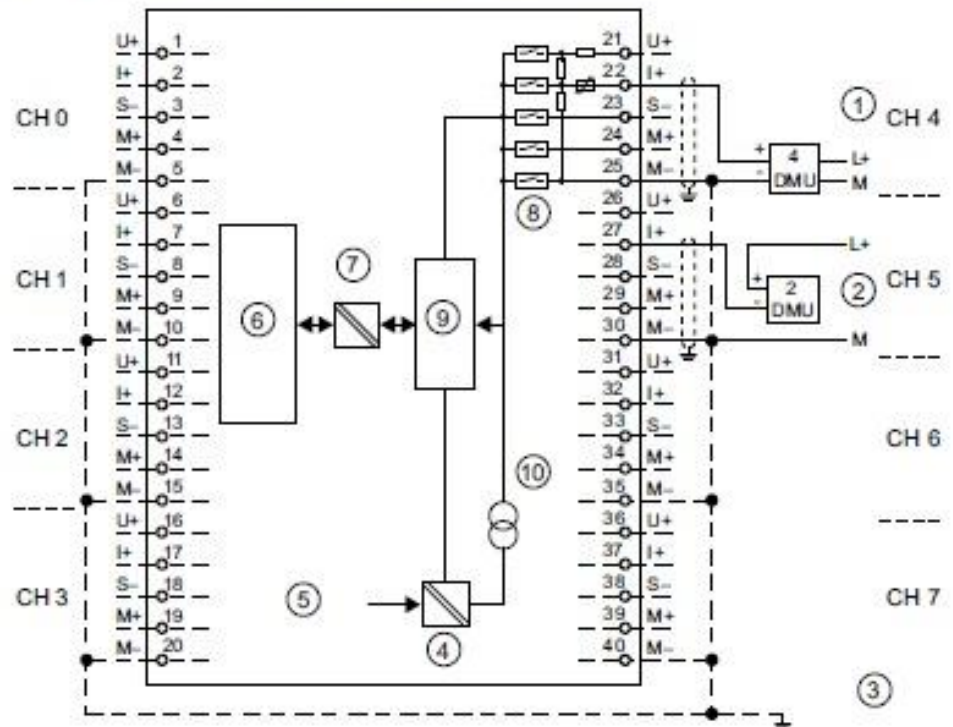 U+ 1 21 U+
I+ 2 22 I+
S- 3 23 S-
CH 0 1 CH 4
M+ 4 24 M+
+ 4 L+
M- 5 25 M- - DMU M
U+ 6 26 U+
8
I+ 7 27 I+ L+
7
CH 1 S- 8 28 S- CH 5
+ 2 2
M+ 9 29 M+ - DMU
6 9
M- 10 30 M- M
U+ 11 31 U+
I+ 12 32 I+
S- 13 33 S-
CH 2 CH 6
M+ 14 34 M+
10
M- 15 35 M-
U+ 16 36 U+
I+ 17 37 I+
S- 18 38 S-
CH 3 5 CH 7
M+ 19 39 M+
4
M- 20 40 M-
3